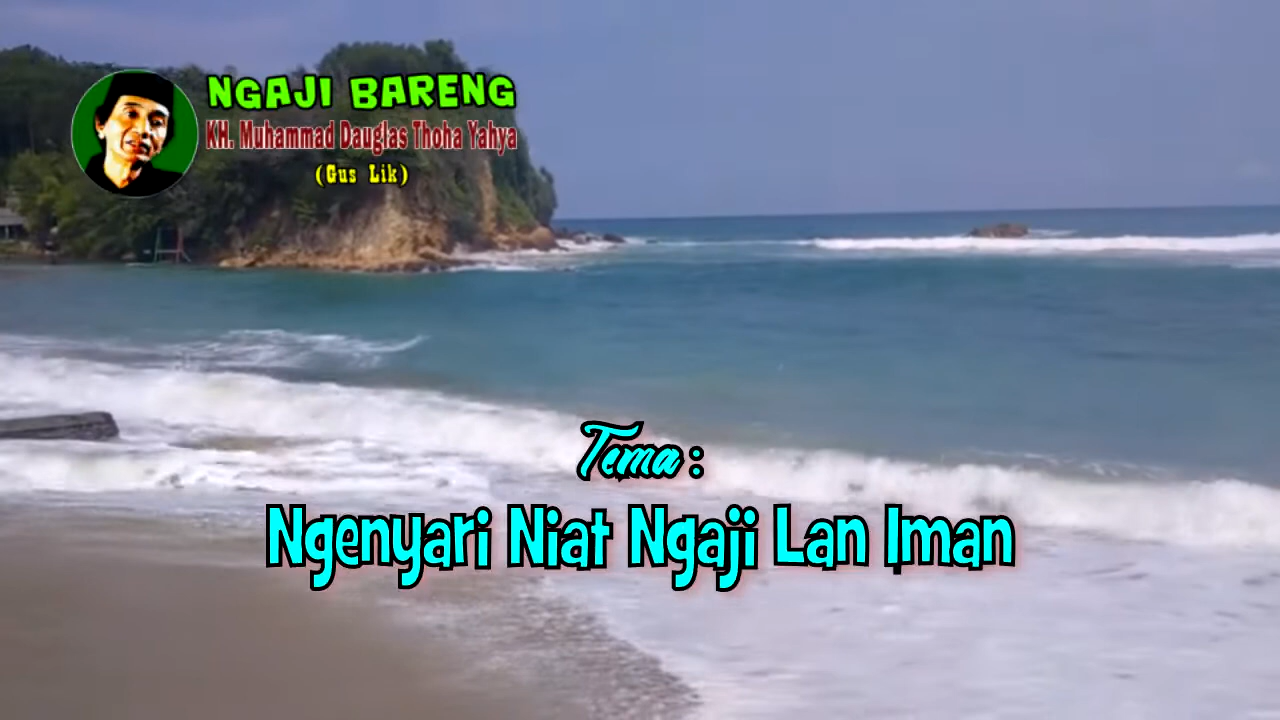 NGAJI BARENG
KH. Muhammad Dauglas Thoha Yahya
(Gus Lik)
Tema :
Ngenyari Niat Ngaji Lan Iman